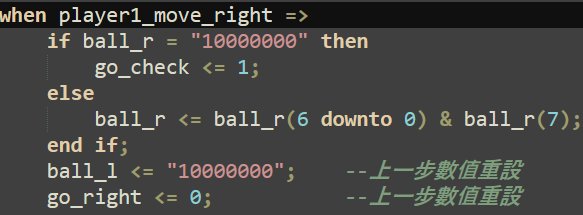 when player1_move_right =>
if ball_r = "10000000" then
go_check <= 1;
else
ball_r <= ball_r(6 downto 0) & ball_r(7);
end if;
ball_l <= "10000000"; --上一步數值重設
go_right <= 0; --上一步數值重設